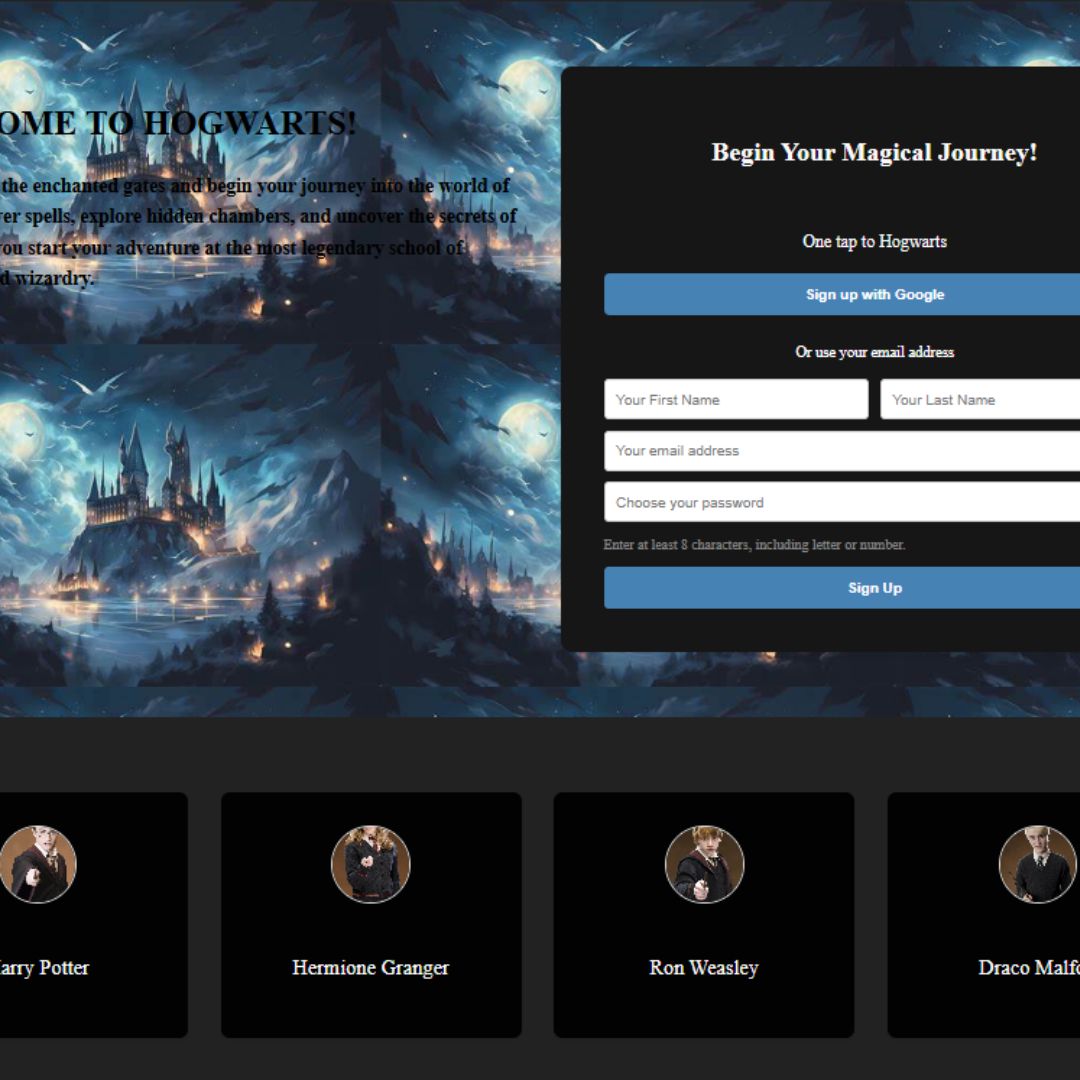 OME TO HOGWARTS!
the enchanted gates and begin your journey into the world of
er spells, explore hidden chambers, and uncover the secrets of
you start your adventure at the most legendary school of
d wizardry.
Begin Your Magical Journey!
One tap to Hogwarts
Sign up with Google
Or use your email address
Your First Name
Your Last Name
Your email address
Choose your password
Enter at least 8 characters, including letter or number.
Sign Up
arry Potter
Hermione Granger
Ron Weasley
Draco Malfo